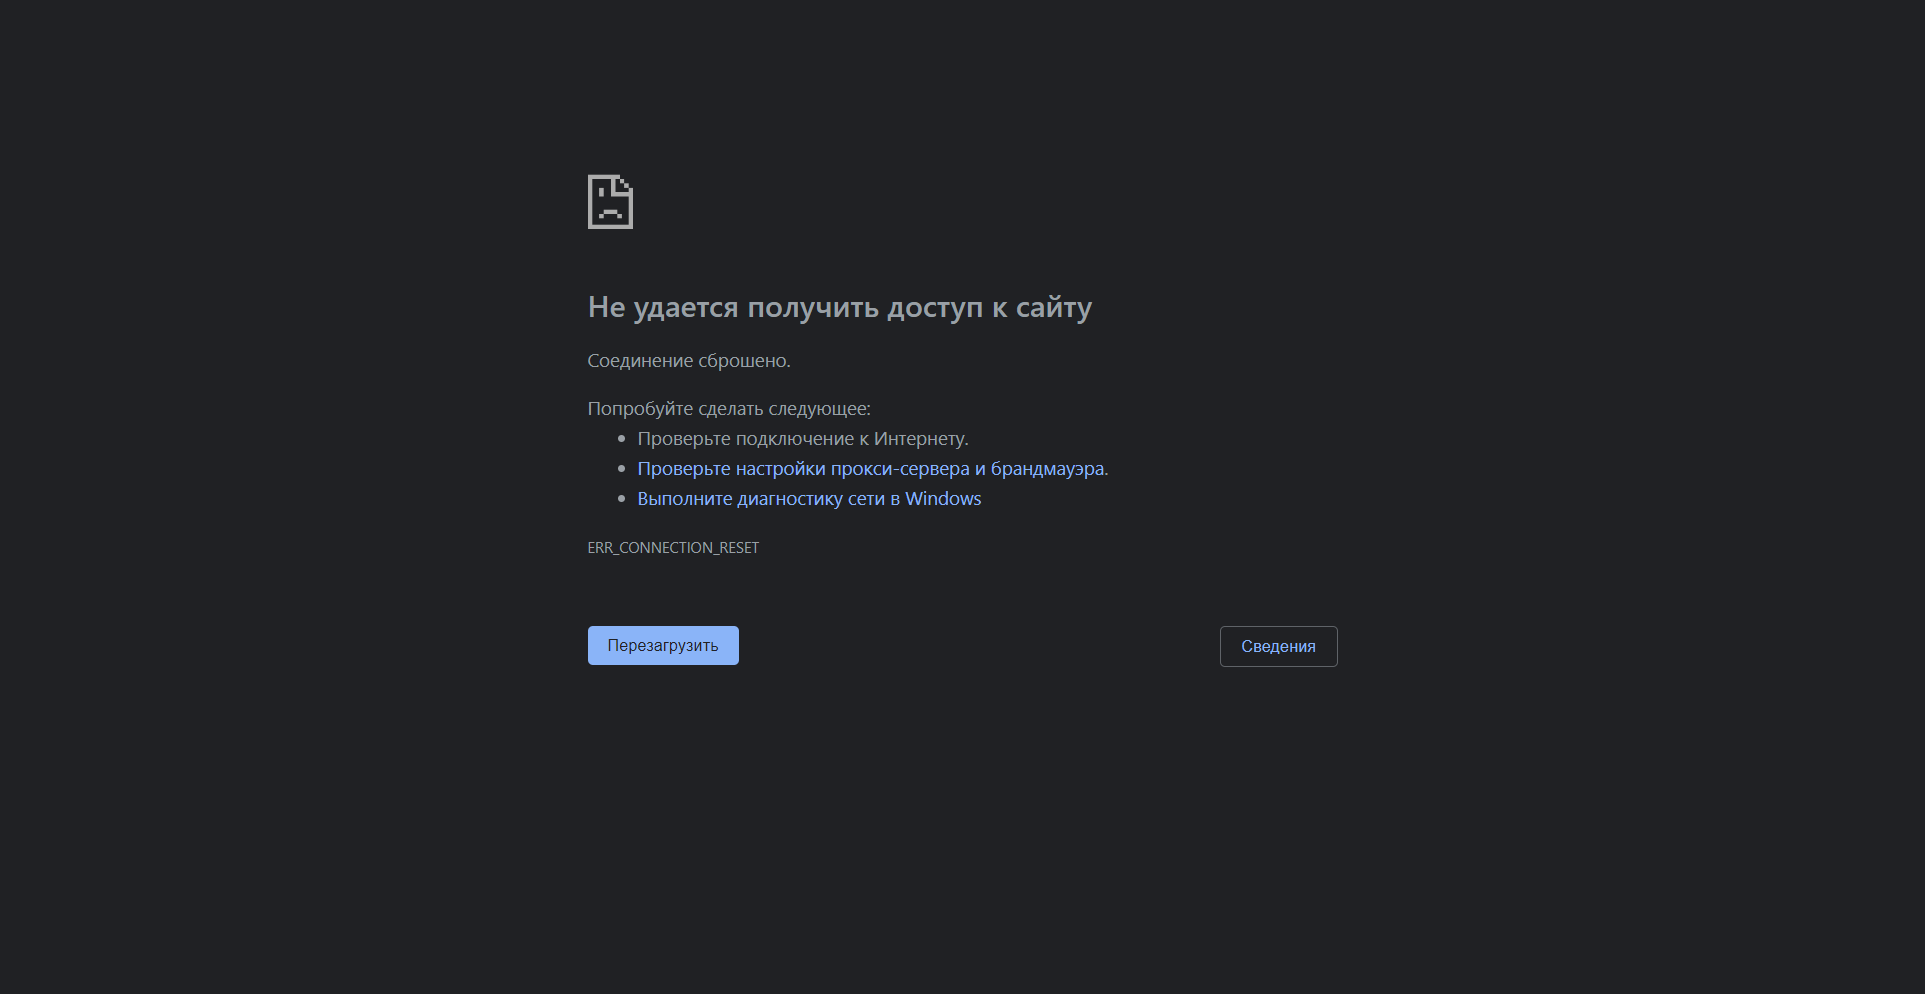 Не удается получить доступ к сайту
Соединение сброшено.
Попробуйте сделать следующее:
Проверьте подключение к Интернету.
Проверьте настройки прокси-сервера и брандмауэра.
Выполните диагностику сети в Windows
ERR_CONNECTION_RESET
Перезагрузить
Сведения